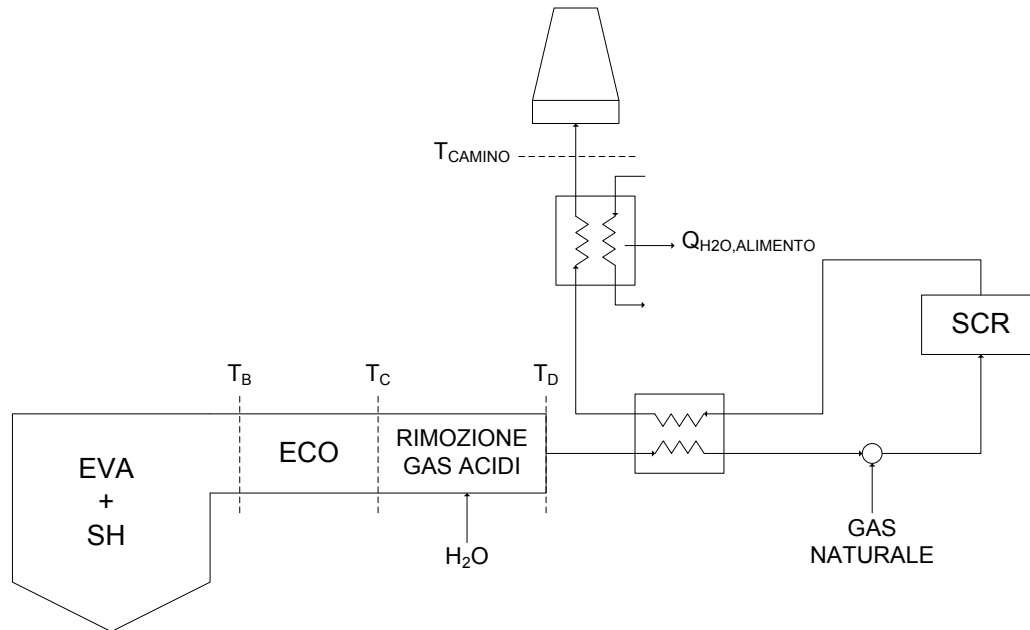 T_CAMINO
Q_H2O,ALIMENTO
SCR
T_B
T_C
T_D
EVA
+
SH
ECO
RIMOZIONE
GAS ACIDI
H₂O
GAS
NATURALE